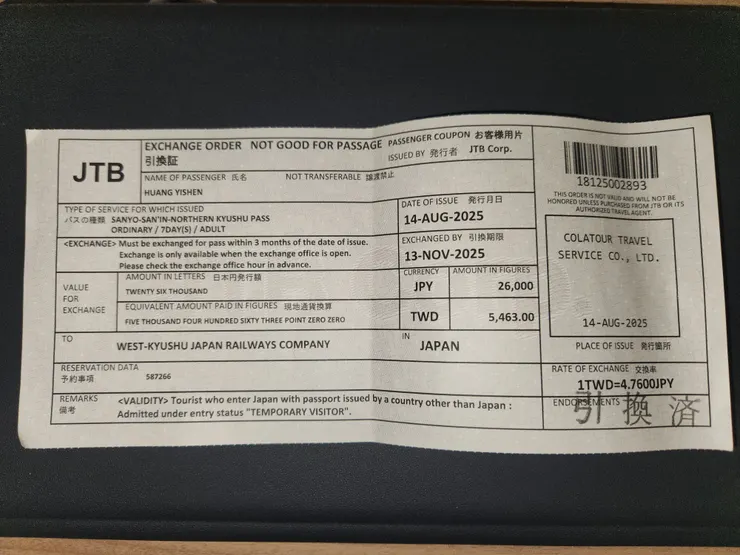 JTB
EXCHANGE ORDER NOT GOOD FOR PASSAGE
引換証
PASSENGER COUPON お客様用片
ISSUED BY 発行者 JTB Corp.
NAME OF PASSENGER 氏名 NOT TRANSFERABLE 譲渡禁止
HUANG YISHEN
18125002893
THIS ORDER IS NOT VALID AND WILL NOT BE
HONORED UNLESS PURCHASED FROM JTB OR ITS
AUTHORIZED TRAVEL AGENT.
TYPE OF SERVICE FOR WHICH ISSUED
パスの種類 SANYO-SAN'IN-NORTHERN KYUSHU PASS
ORDINARY / 7DAY(S) / ADULT
DATE OF ISSUE 発行月日
14-AUG-2025
<EXCHANGE> Must be exchanged for pass within 3 months of the date of issue.
Exchange is only available when the exchange office is open.
Please check the exchange office hour in advance.
EXCHANGED BY 引換期限
13-NOV-2025
COLATOUR TRAVEL
SERVICE CO., LTD.
14-AUG-2025
PLACE OF ISSUE 発行箇所
VALUE
FOR
EXCHANGE
AMOUNT IN LETTERS 日本円発行額
TWENTY SIX THOUSAND
CURRENCY
JPY
AMOUNT IN FIGURES
26,000
EQUIVALENT AMOUNT PAID IN FIGURES 現地通貨換算
FIVE THOUSAND FOUR HUNDRED SIXTY THREE POINT ZERO ZERO
TWD
5,463.00
TO
WEST-KYUSHU JAPAN RAILWAYS COMPANY
IN
JAPAN
RATE OF EXCHANGE 交換率
1TWD=4.7600JPY
RESERVATION DATA
予約事項 587266
REMARKS
備考
<VALIDITY> Tourist who enter Japan with passport issued by a country other than Japan :
Admitted under entry status "TEMPORARY VISITOR".
ENDORSEMENTS
引換済